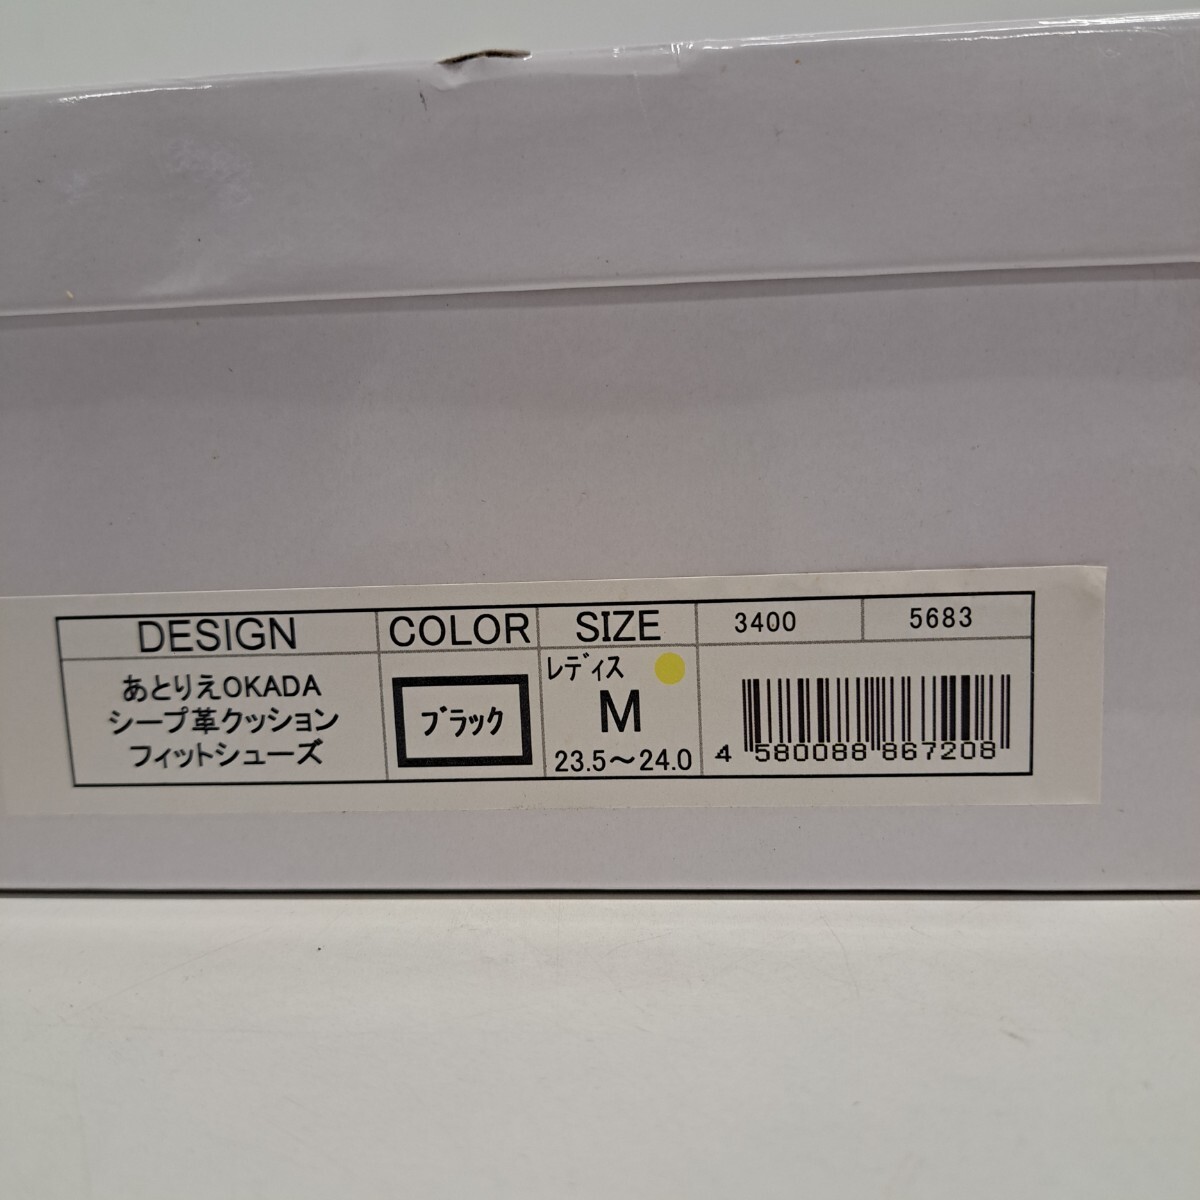 DESIGN COLOR SIZE 3400 5683
あとりえOKADA
シープ革クッション
フィットシューズ
ブラック
レディス
M
23.5～24.0
4 580088 867208